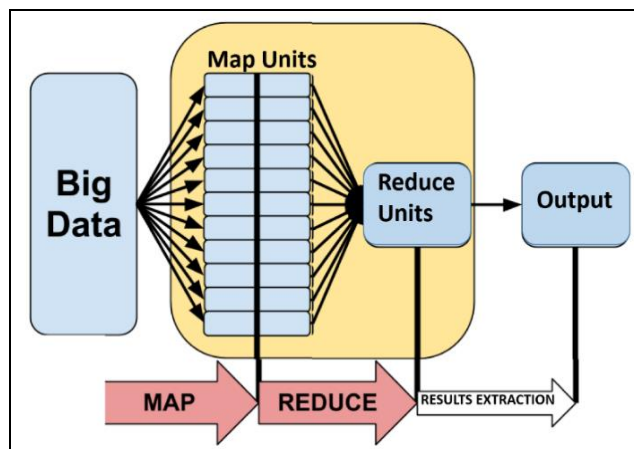 Map Units
Big
Data
Reduce
Units
Output
MAP
REDUCE
RESULTS EXTRACTION